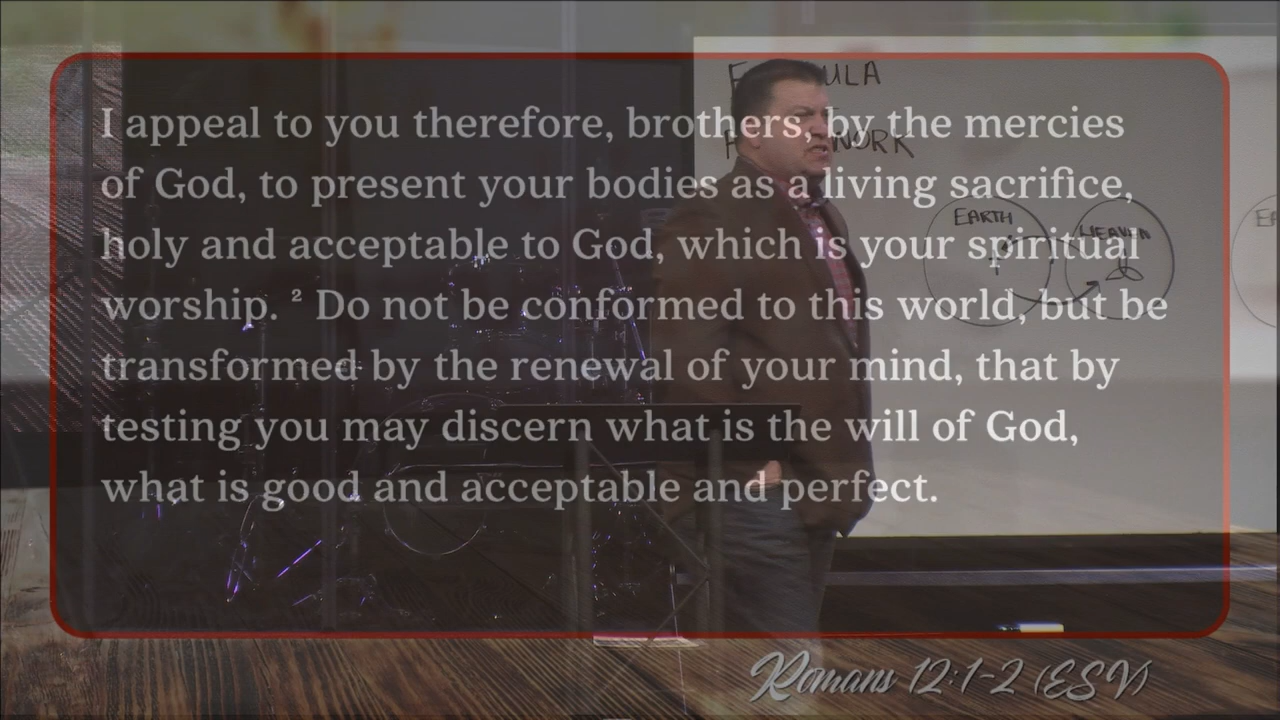 I appeal to you therefore, brothers, by the mercies
of God, to present your bodies as a living sacrifice,
holy and acceptable to God, which is your spiritual
worship. ² Do not be conformed to this world, but be
transformed by the renewal of your mind, that by
testing you may discern what is the will of God,
what is good and acceptable and perfect.
Romans 12:1-2 (ESV)
EARTH
HEAVEN